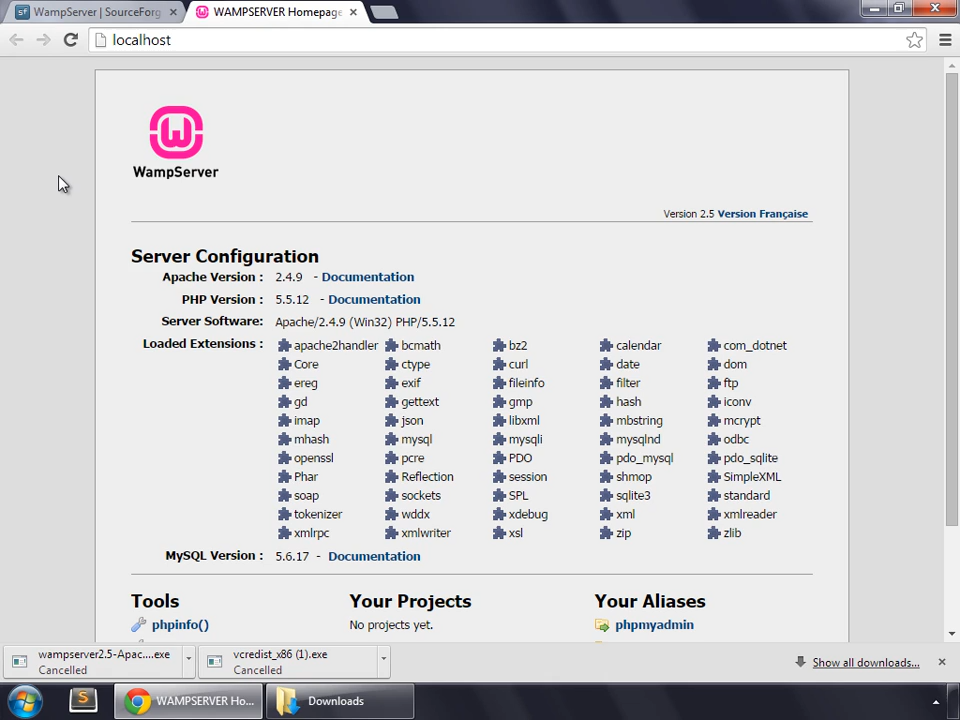 WampServer | SourceForg
WAMPSERVER Homepage
localhost
WampServer
Version 2.5 Version Française
Server Configuration
Apache Version : 2.4.9 - Documentation
PHP Version : 5.5.12 - Documentation
Server Software: Apache/2.4.9 (Win32) PHP/5.5.12
Loaded Extensions : apache2handler bcmath bz2 calendar com_dotnet
Core ctype curl date dom
ereg exif fileinfo filter ftp
gd gettext gmp hash iconv
imap json libxml mbstring mcrypt
mhash mysql mysqli mysqlnd odbc
openssl pcre PDO pdo_mysql pdo_sqlite
Phar Reflection session shmop SimpleXML
soap sockets SPL sqlite3 standard
tokenizer wddx xdebug xml xmlreader
xmlrpc xmlwriter xsl zip zlib
MySQL Version : 5.6.17 - Documentation
Tools Your Projects Your Aliases
phpinfo() No projects yet. phpmyadmin
wampserver2.5-Apac....exe vcredist_x86 (1).exe
Cancelled Cancelled
Show all downloads...
WAMPSERVER Ho... Downloads